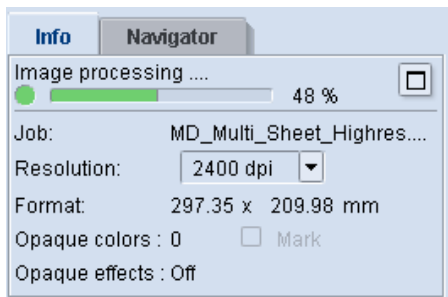 Info Navigator
Image processing ....
48 %
Job: MD_Multi_Sheet_Highres....
Resolution: 2400 dpi
Format: 297.35 x 209.98 mm
Opaque colors : 0 Mark
Opaque effects : Off